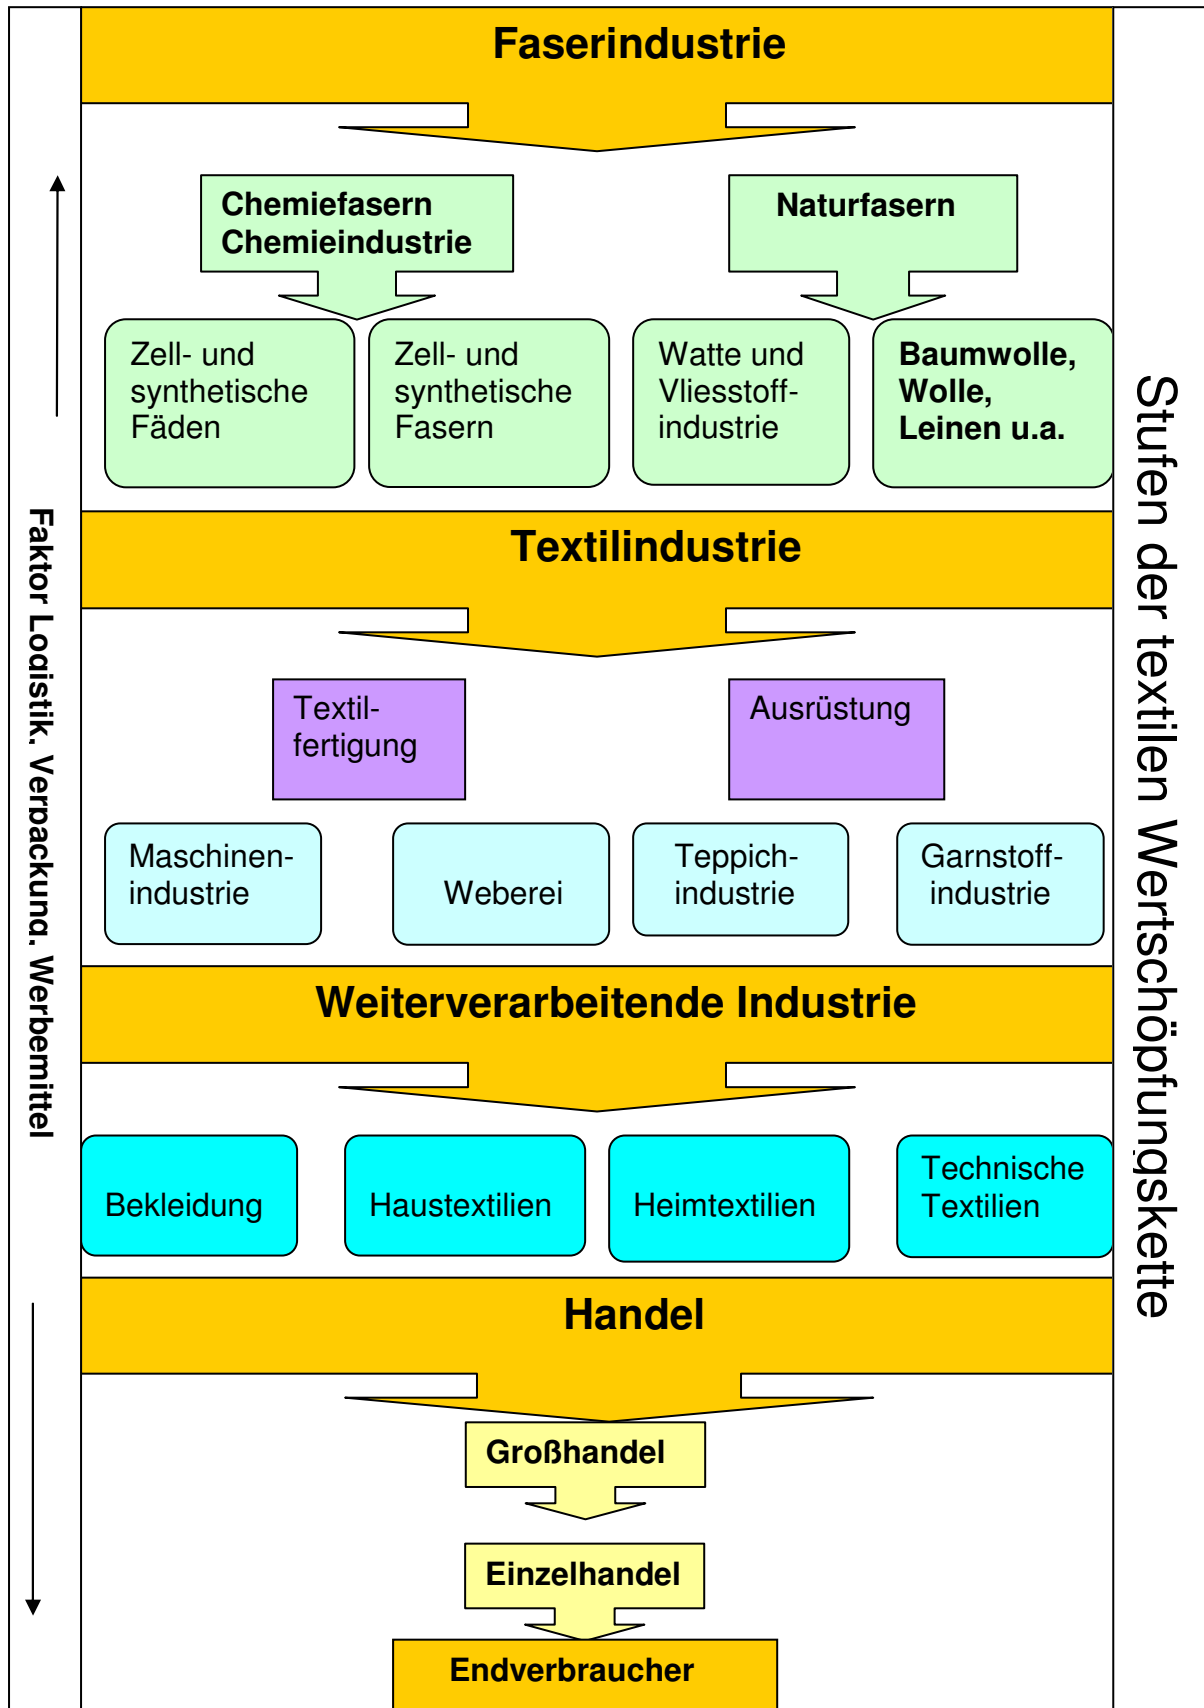 Faserindustrie
Chemiefasern
Chemieindustrie
Naturfasern
Zell- und
synthetische
Fäden
Zell- und
synthetische
Fasern
Watte und
Vliesstoff-
industrie
Baumwolle,
Wolle,
Leinen u.a.
Textilindustrie
Textil-
fertigung
Ausrüstung
Maschinen-
industrie
Weberei
Teppich-
industrie
Garnstoff-
industrie
Weiterverarbeitende Industrie
Bekleidung
Haustextilien
Heimtextilien
Technische
Textilien
Handel
Großhandel
Einzelhandel
Endverbraucher
Faktor Logistik, Verpackung, Werbemittel
Stufen der textilen Wertschöpfungskette